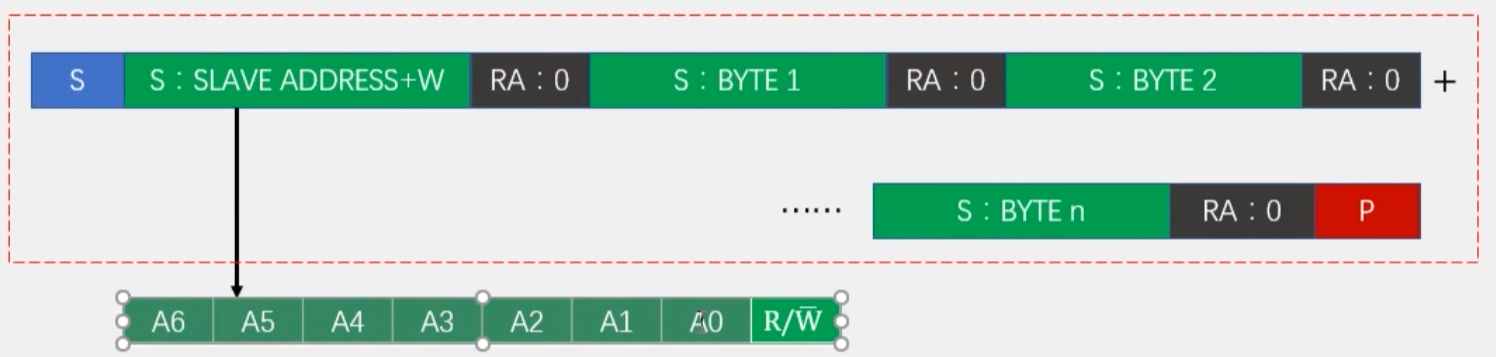 S S：SLAVE ADDRESS+W RA：0 S：BYTE 1 RA：0 S：BYTE 2 RA：0 +
…… S：BYTE n RA：0 P
A6 A5 A4 A3 A2 A1 A0 R/W̅